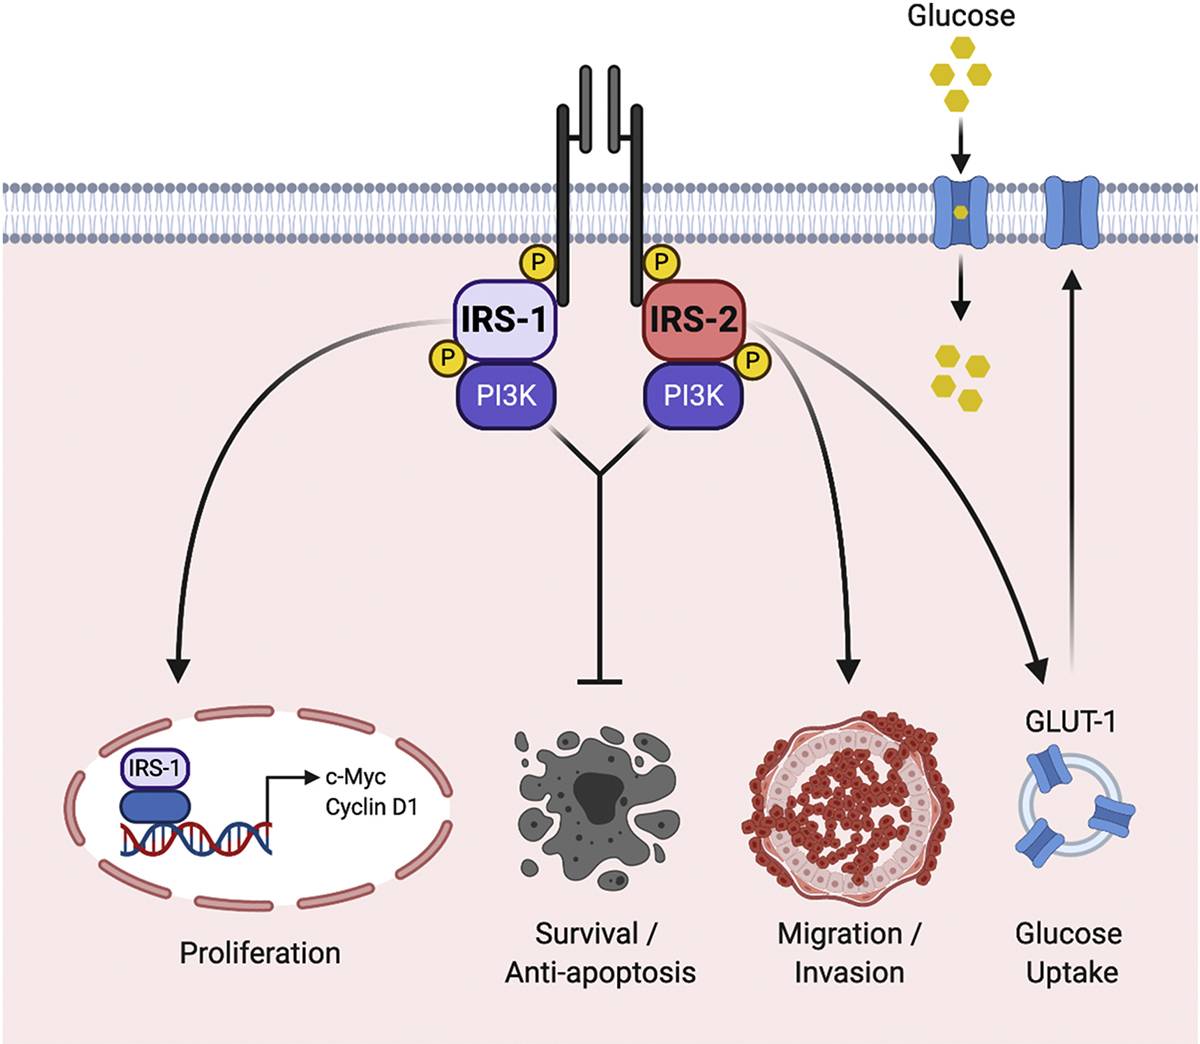 Glucose
P
P
IRS-1
IRS-2
P
P
PI3K
PI3K
GLUT-1
IRS-1
c-Myc
Cyclin D1
Proliferation
Survival /
Anti-apoptosis
Migration /
Invasion
Glucose
Uptake